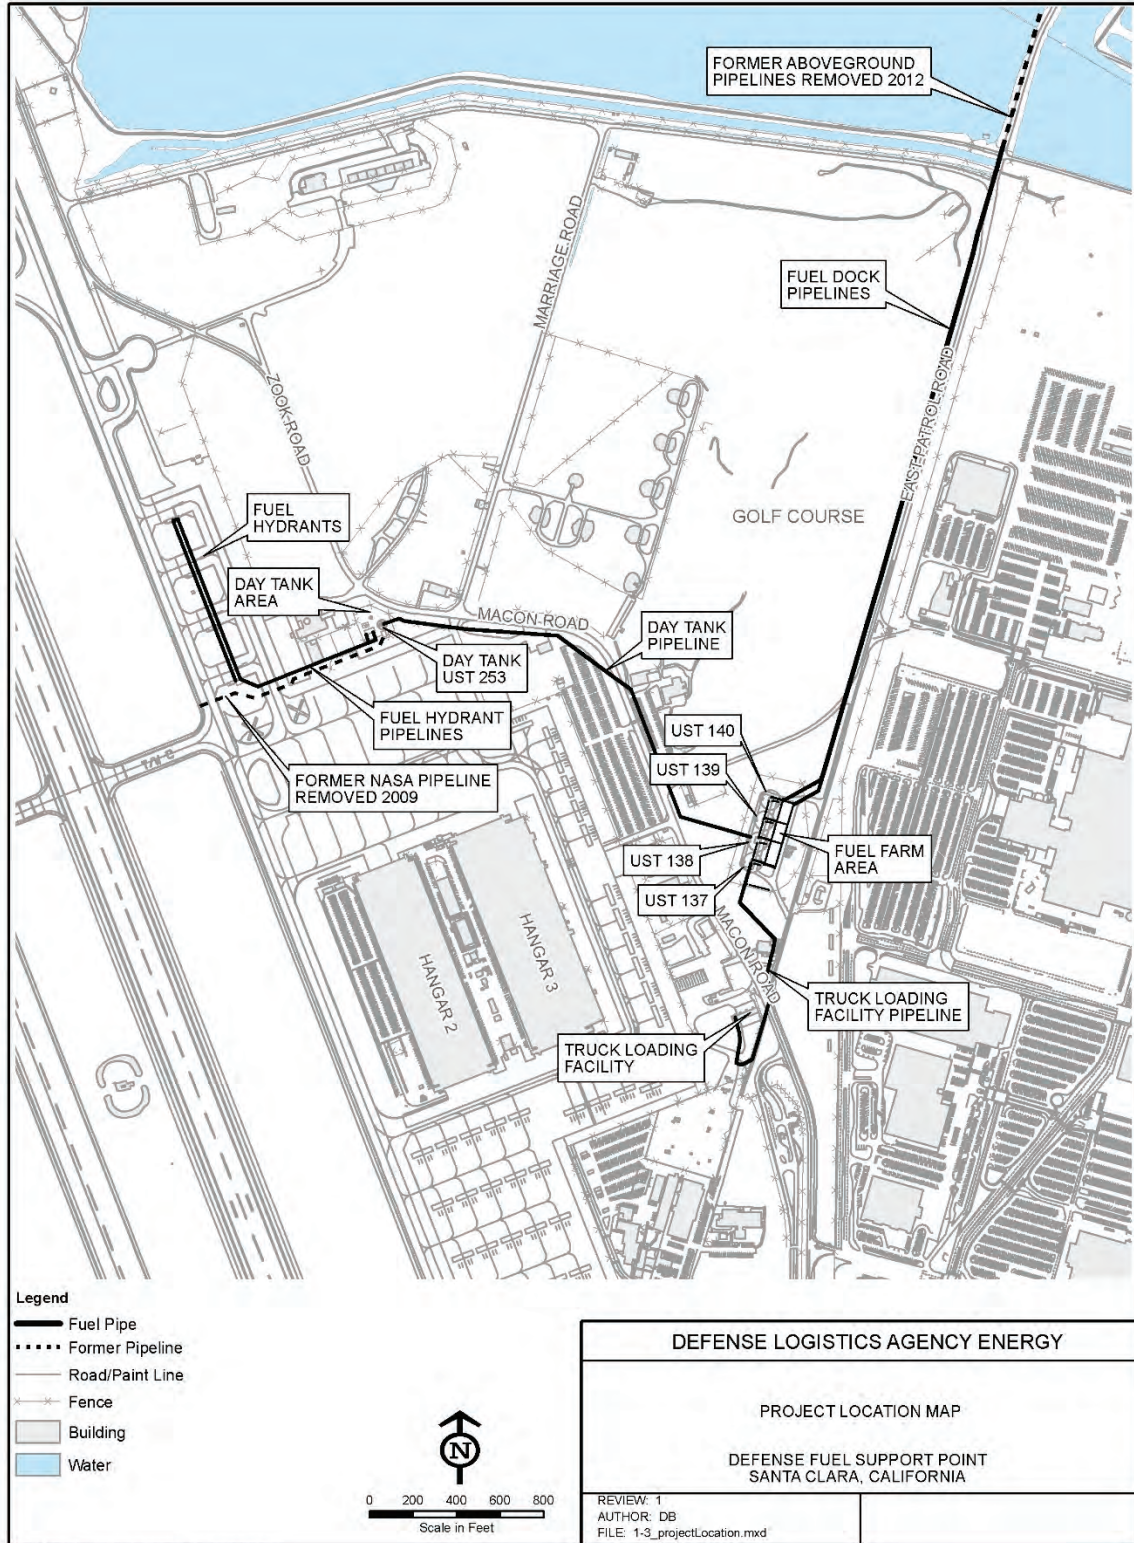 FORMER ABOVEGROUND
PIPELINES REMOVED 2012
MARRIAGE ROAD
FUEL DOCK
PIPELINES
EAST PATROL ROAD
ZOOK ROAD
FUEL
HYDRANTS
GOLF COURSE
DAY TANK
AREA
MACON ROAD
DAY TANK
PIPELINE
DAY TANK
UST 253
FUEL HYDRANT
PIPELINES
UST 140
UST 139
FORMER NASA PIPELINE
REMOVED 2009
UST 138
FUEL FARM
AREA
UST 137
MACON ROAD
HANGAR 3
HANGAR 2
TRUCK LOADING
FACILITY PIPELINE
TRUCK LOADING
FACILITY
Legend
Fuel Pipe
Former Pipeline
Road/Paint Line
Fence
Building
Water
N
0 200 400 600 800
Scale in Feet
DEFENSE LOGISTICS AGENCY ENERGY
PROJECT LOCATION MAP
DEFENSE FUEL SUPPORT POINT
SANTA CLARA, CALIFORNIA
REVIEW: 1
AUTHOR: DB
FILE: 1-3_projectLocation.mxd